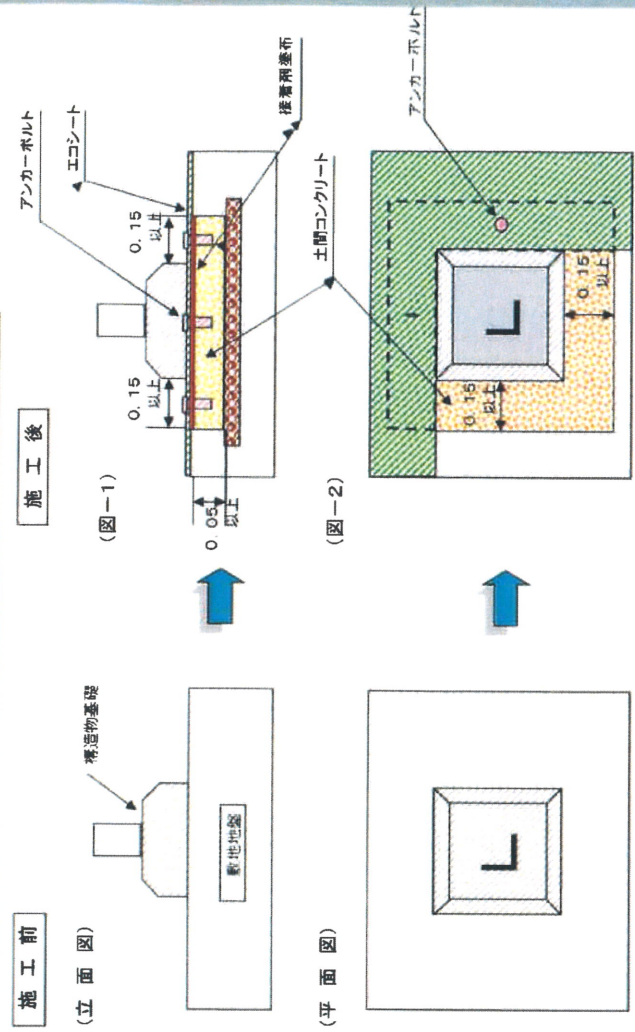 施工前
(立面図)
構造物基礎
敷地地盤
(平面図)
施工後
(図－1)
アンカーボルト
エコシート
接着剤塗布
0.15
以上
0.15
以上
0.05
以上
土間コンクリート
(図－2)
アンカーボルト
0.15
以上
0.15
以上